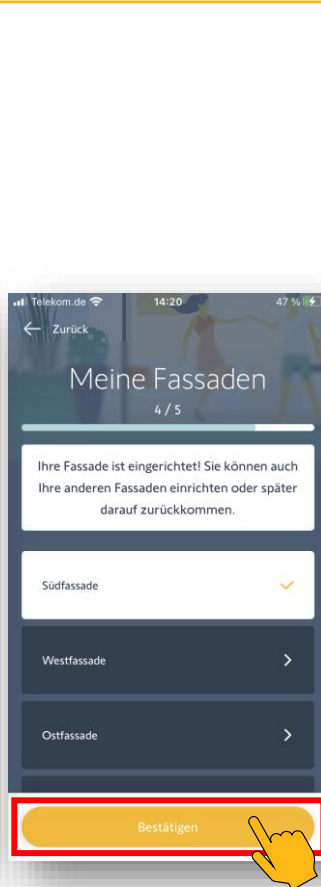 Telekom.de 14:20 47 %
Zurück
Meine Fassaden
4 / 5
Ihre Fassade ist eingerichtet! Sie können auch
Ihre anderen Fassaden einrichten oder später
darauf zurückkommen.
Südfassade
Westfassade
Ostfassade
Bestätigen